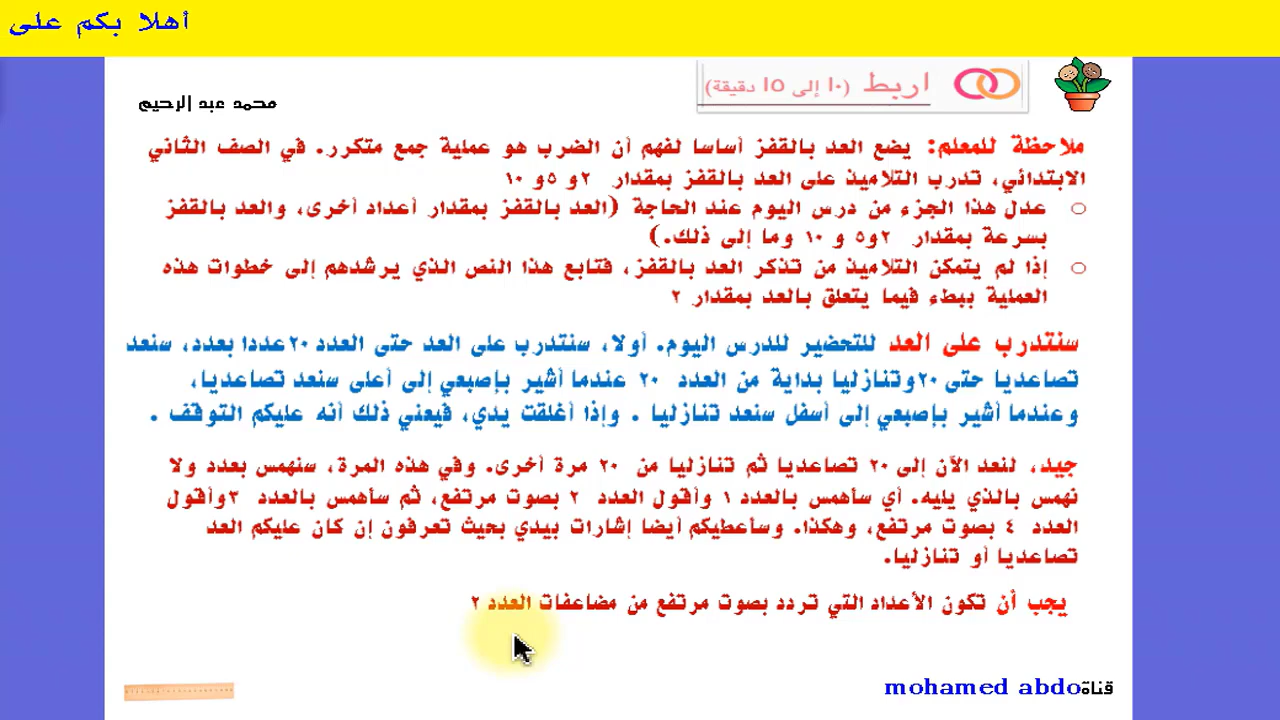 أهلا بكم على
اربط (١٠ إلى ١٥ دقيقة)
محمد عبد الرحيم
ملاحظة للمعلم: يضع العد بالقفز أساسا لفهم أن الضرب هو عملية جمع متكرر. في الصف الثاني
الابتدائي، تدرب التلاميذ على العد بالقفز بمقدار ٢ و ٥و ١٠
○ عدل هذا الجزء من درس اليوم عند الحاجة (العد بالقفز بمقدار أعداد أخرى، والعد بالقفز
بسرعة بمقدار ٢و٥ و ١٠ وما إلى ذلك.)
○ إذا لم يتمكن التلاميذ من تذكر العد بالقفز، فتابع هذا النص الذي يرشدهم إلى خطوات هذه
العملية ببطء فيما يتعلق بالعد بمقدار ٢
سنتدرب على العد للتحضير للدرس اليوم. أولا، سنتدرب على العد حتى العدد ٢٠عددا بعدد، سنعد
تصاعديا حتى ٢٠وتنازليا بداية من العدد ٢٠ عندما أشير بإصبعي إلى أعلى سنعد تصاعديا،
وعندما أشير بإصبعي إلى أسفل سنعد تنازليا . وإذا أغلقت يدي، فيعني ذلك أنه عليكم التوقف .
جيد، لنعد الآن إلى ٢٠ تصاعديا ثم تنازليا من ٢٠ مرة أخرى. وفي هذه المرة، سنهمس بعدد ولا
نهمس بالذي يليه. أي سأهمس بالعدد ١ وأقول العدد ٢ بصوت مرتفع، ثم سأهمس بالعدد ٣وأقول
العدد ٤ بصوت مرتفع، وهكذا. وسأعطيكم أيضا إشارات بيدي بحيث تعرفون إن كان عليكم العد
تصاعديا أو تنازليا.
يجب أن تكون الأعداد التي تردد بصوت مرتفع من مضاعفات العدد ٢
قناة mohamed abdo